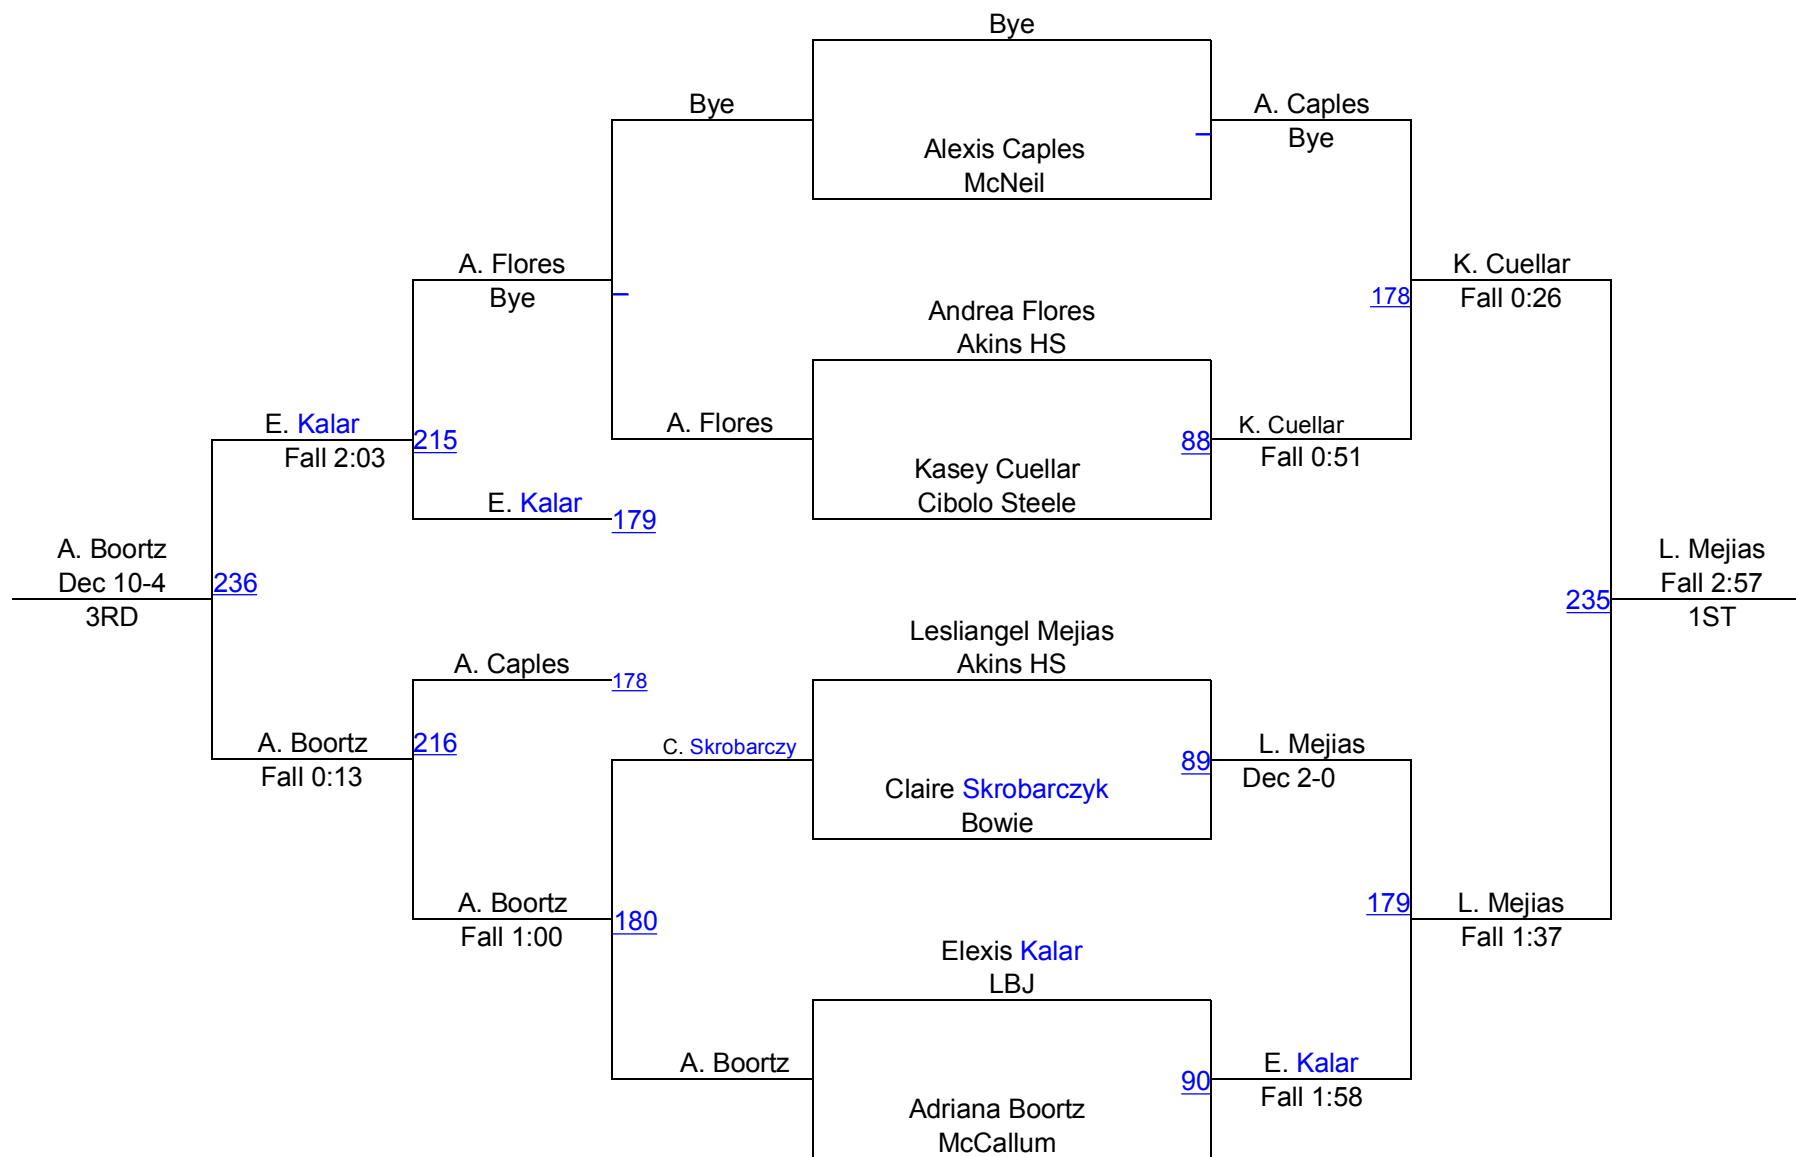 Bye
Bye
A. Caples
Bye
Alexis Caples
McNeil
A. Flores
Bye
K. Cuellar
Fall 0:26
178
Andrea Flores
Akins HS
E. Kalar
Fall 2:03
215
A. Flores
88
K. Cuellar
Fall 0:51
Kasey Cuellar
Cibolo Steele
E. Kalar
179
A. Boortz
Dec 10-4
3RD
236
L. Mejias
Fall 2:57
1ST
235
Lesliangel Mejias
Akins HS
A. Caples
178
A. Boortz
Fall 0:13
216
C. Skrobarczy
89
L. Mejias
Dec 2-0
Claire Skrobarczyk
Bowie
A. Boortz
Fall 1:00
180
179
L. Mejias
Fall 1:37
Elexis Kalar
LBJ
A. Boortz
90
E. Kalar
Fall 1:58
Adriana Boortz
McCallum